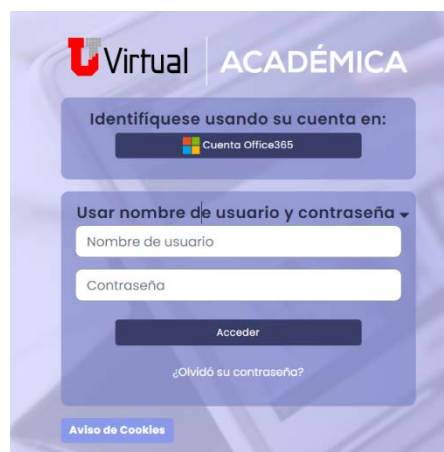 UVirtual ACADÉMICA
Identifíquese usando su cuenta en:
Cuenta Office365
Usar nombre de usuario y contraseña
Nombre de usuario
Contraseña
Acceder
¿Olvidó su contraseña?
Aviso de Cookies